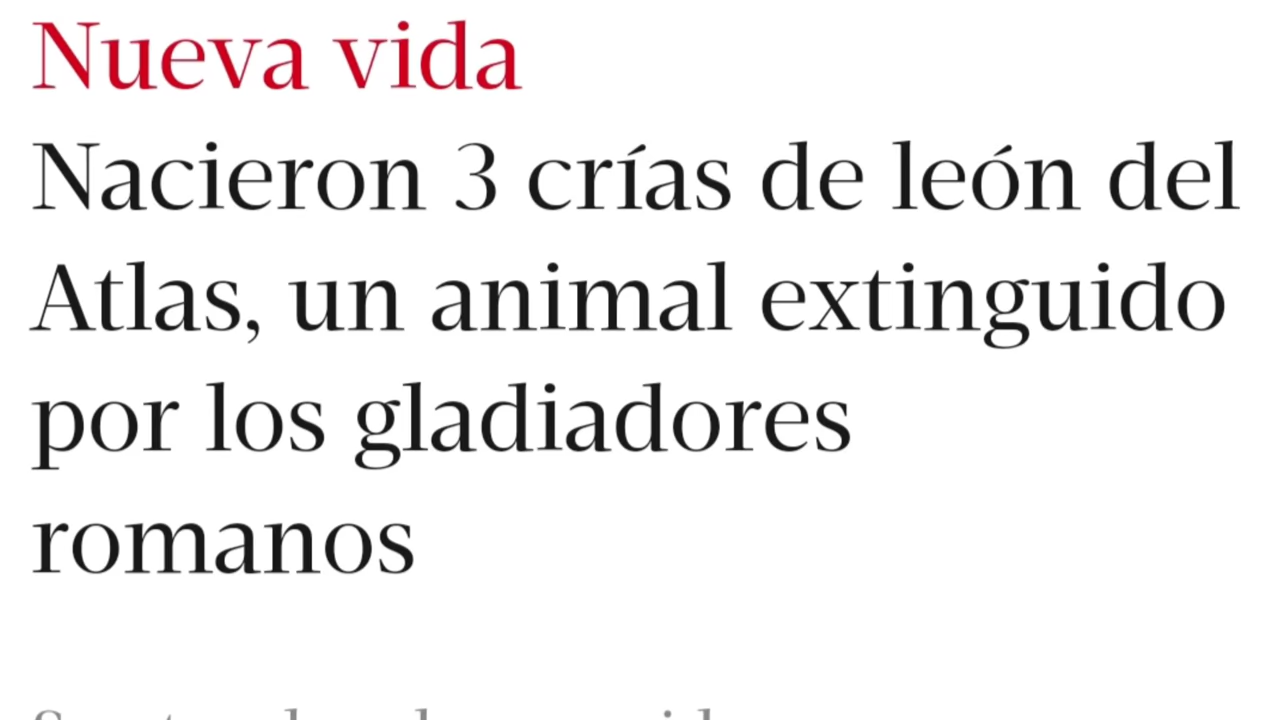 Nueva vida
Nacieron 3 crías de león del
Atlas, un animal extinguido
por los gladiadores
romanos